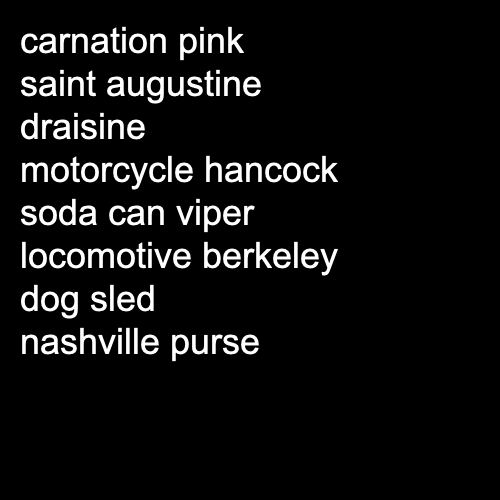 carnation pink
saint augustine
draisine
motorcycle hancock
soda can viper
locomotive berkeley
dog sled
nashville purse